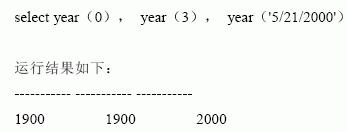 select year（0）， year（3）， year（'5/21/2000'）
运行结果如下：
----------- ----------- -----------
1900 1900 2000